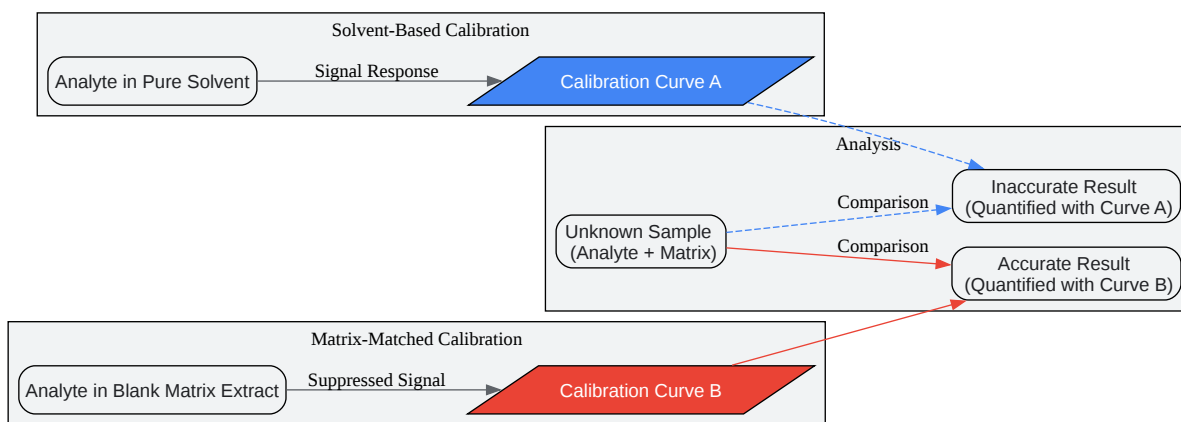 Solvent-Based Calibration
Analyte in Pure Solvent
Signal Response
Calibration Curve A
Analysis
Unknown Sample
(Analyte + Matrix)
Comparison
Inaccurate Result
(Quantified with Curve A)
Comparison
Accurate Result
(Quantified with Curve B)
Matrix-Matched Calibration
Analyte in Blank Matrix Extract
Suppressed Signal
Calibration Curve B